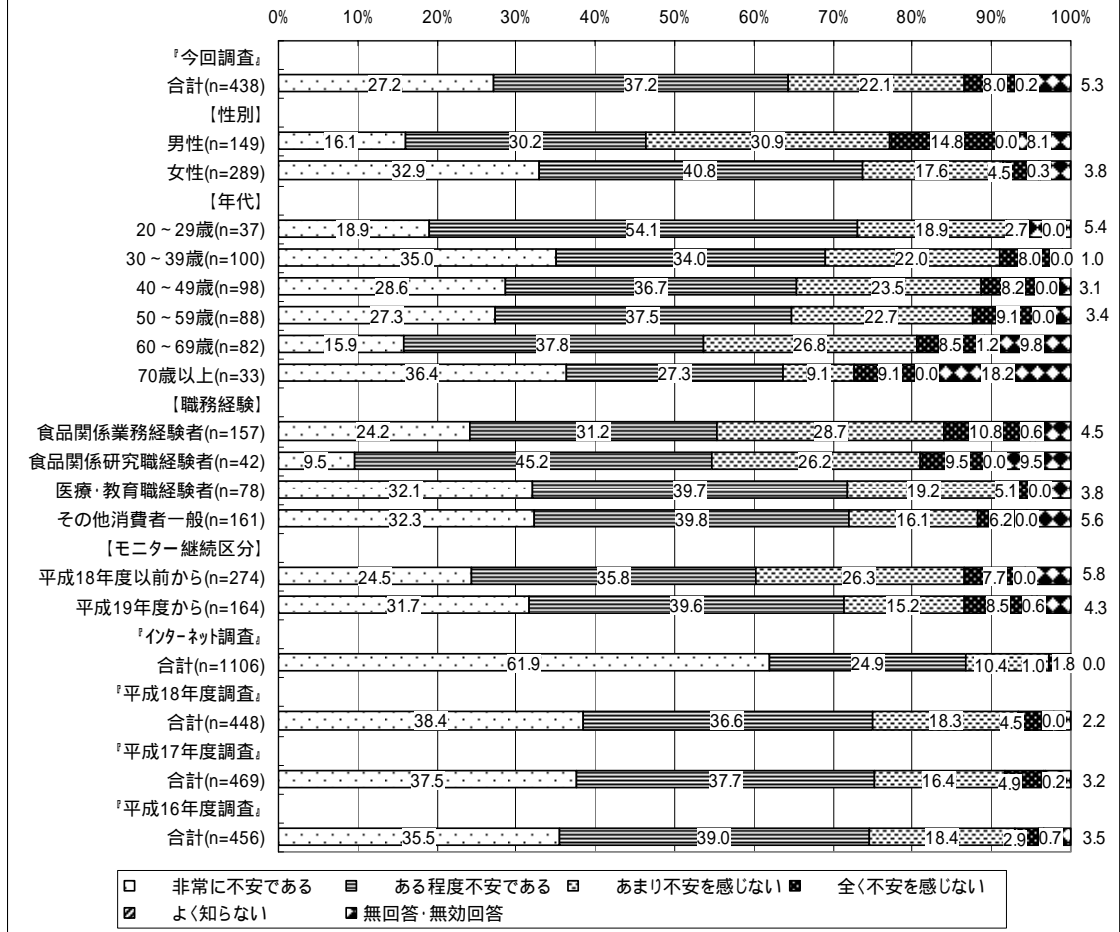 0% 10% 20% 30% 40% 50% 60% 70% 80% 90% 100%
『今回調査』
合計(n=438) 27.2 37.2 22.1 8.0 0.2 5.3
【性別】
男性(n=149) 16.1 30.2 30.9 14.8 0.0 8.1
女性(n=289) 32.9 40.8 17.6 4.5 0.3 3.8
【年代】
20~29歳(n=37) 18.9 54.1 18.9 2.7 0.0 5.4
30~39歳(n=100) 35.0 34.0 22.0 8.0 0.0 1.0
40~49歳(n=98) 28.6 36.7 23.5 8.2 0.0 3.1
50~59歳(n=88) 27.3 37.5 22.7 9.1 0.0 3.4
60~69歳(n=82) 15.9 37.8 26.8 8.5 1.2 9.8
70歳以上(n=33) 36.4 27.3 9.1 9.1 0.0 18.2
【職務経験】
食品関係業務経験者(n=157) 24.2 31.2 28.7 10.8 0.6 4.5
食品関係研究職経験者(n=42) 9.5 45.2 26.2 9.5 0.0 9.5
医療･教育職経験者(n=78) 32.1 39.7 19.2 5.1 0.0 3.8
その他消費者一般(n=161) 32.3 39.8 16.1 6.2 0.0 5.6
【モニター継続区分】
平成18年度以前から(n=274) 24.5 35.8 26.3 7.7 0.0 5.8
平成19年度から(n=164) 31.7 39.6 15.2 8.5 0.6 4.3
『インターネット調査』
合計(n=1106) 61.9 24.9 10.4 1.0 1.8 0.0
『平成18年度調査』
合計(n=448) 38.4 36.6 18.3 4.5 0.0 2.2
『平成17年度調査』
合計(n=469) 37.5 37.7 16.4 4.9 0.2 3.2
『平成16年度調査』
合計(n=456) 35.5 39.0 18.4 2.9 0.7 3.5
非常に不安である ある程度不安である あまり不安を感じない 全く不安を感じない
よく知らない 無回答･無効回答